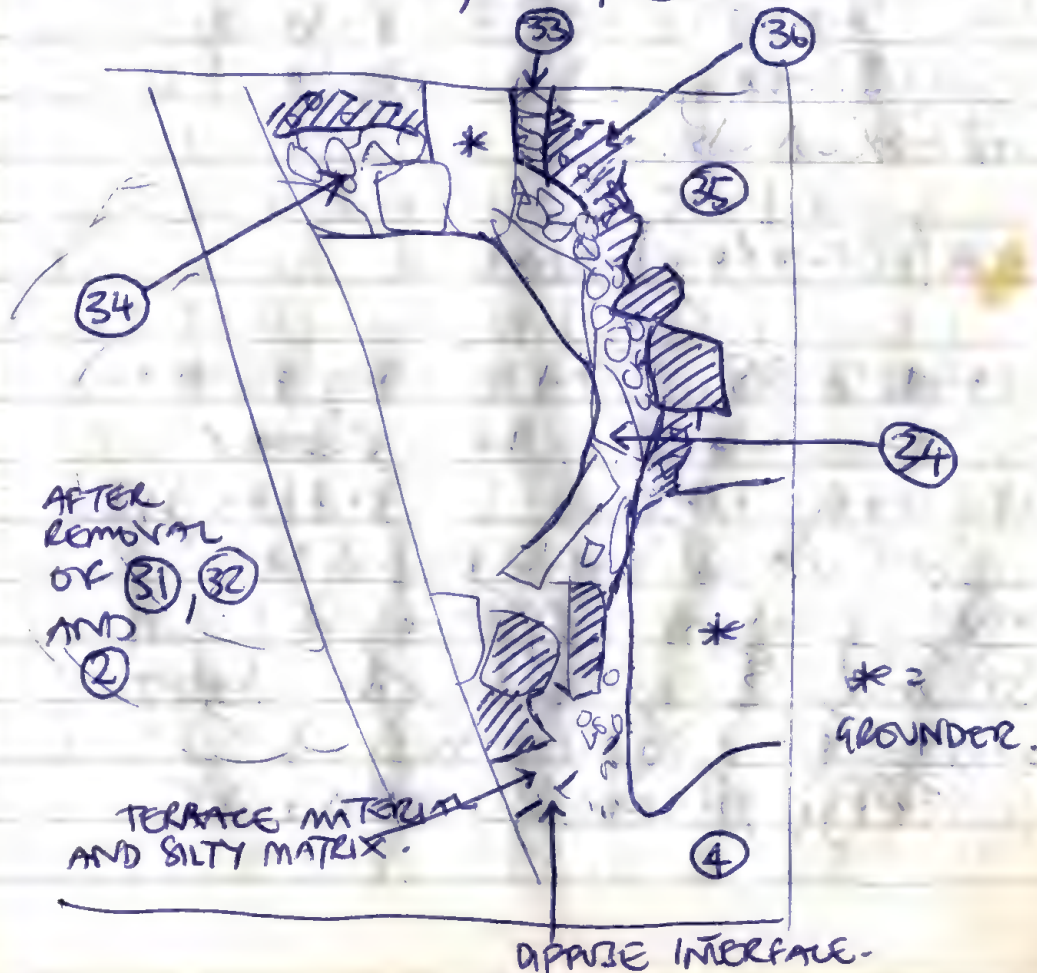 33
36
*
35
34
34
AFTER
REMOVAL
OF 31, 32
AND
2
*
* =
GROUNDER.
TERRACE MATERIAL
AND SILTY MATRIX.
4
DIFFUSE INTERFACE.